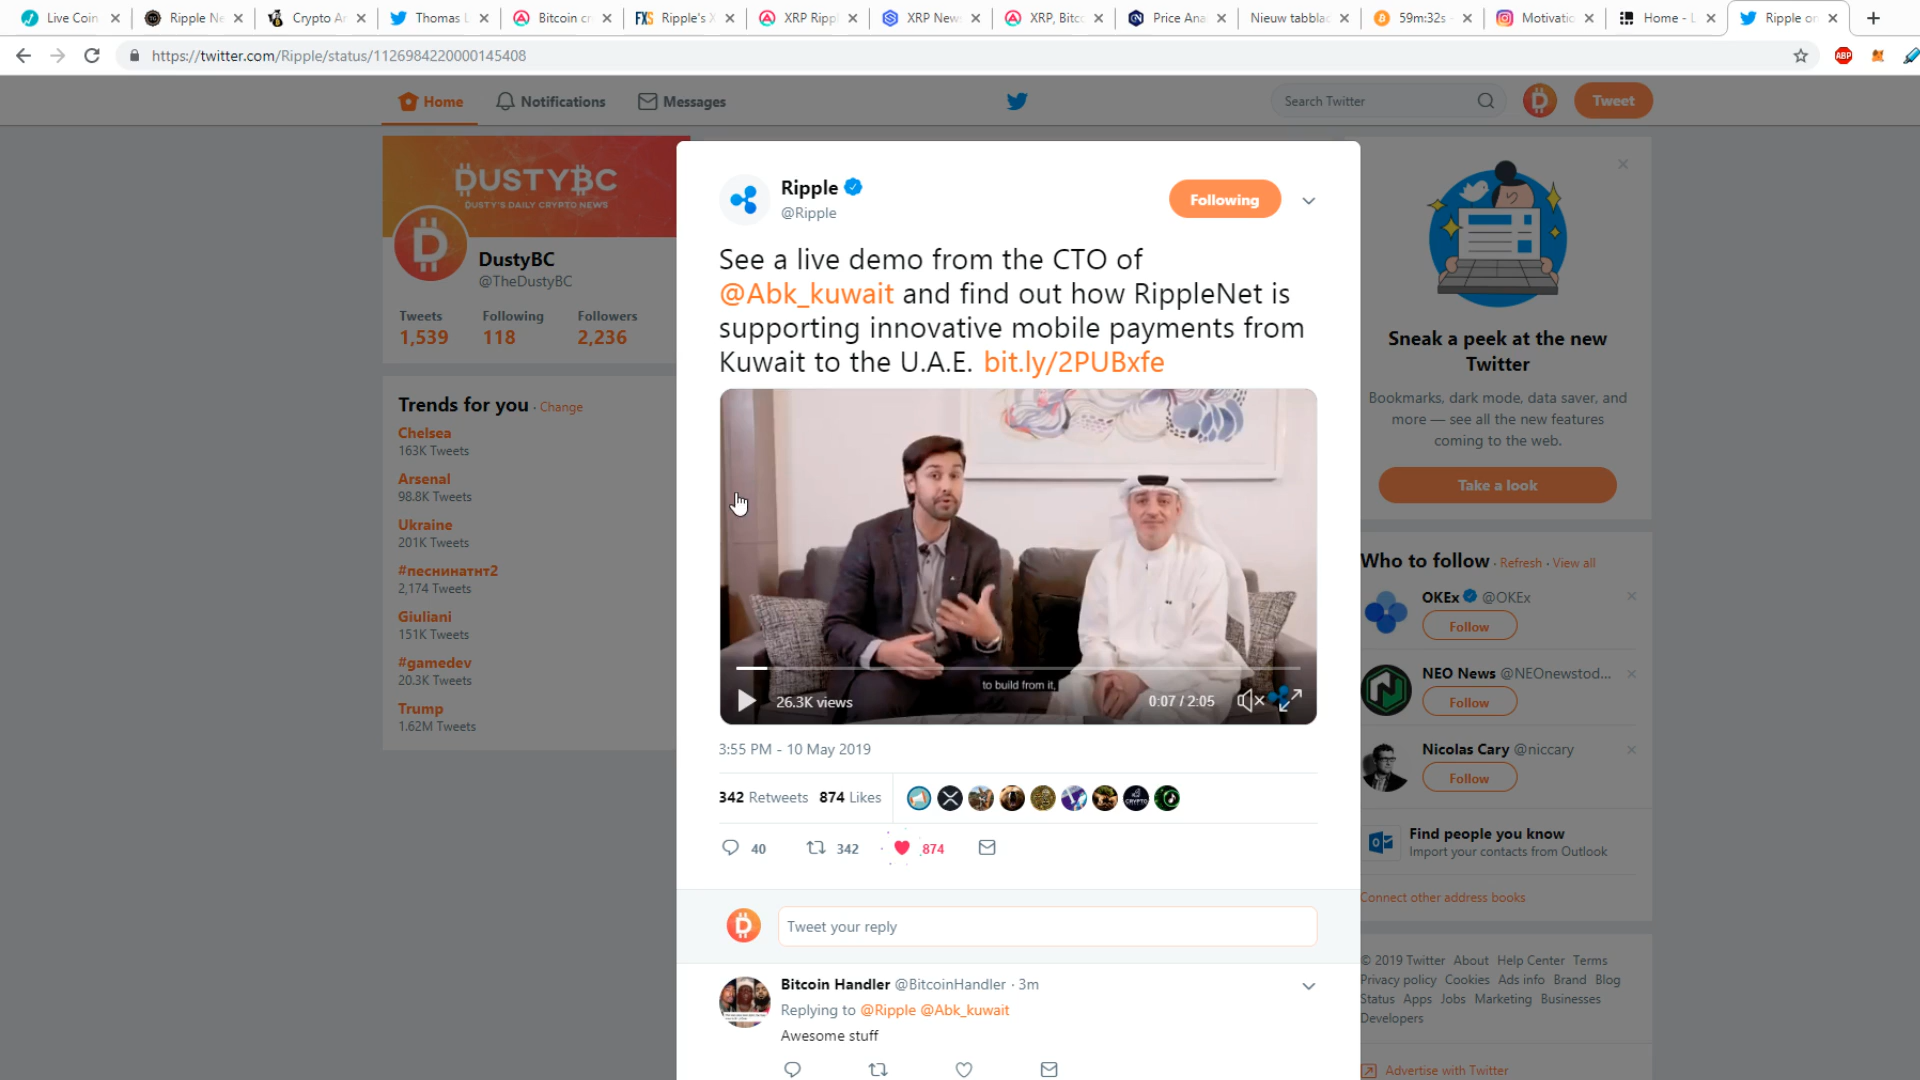 Live Coin
Ripple Ne
Crypto Ar
Thomas L
Bitcoin cr
FXS Ripple's X
XRP Rippl
XRP News
XRP, Bitc
Price Ana
Nieuw tabblad
59m:32s
Motivatio
Home - L
Ripple on
https://twitter.com/Ripple/status/1126984220000145408
ABP
Home
Notifications
Messages
Search Twitter
Tweet
DUSTYBC
DUSTY'S DAILY CRYPTO NEWS
DustyBC
@TheDustyBC
Tweets Following Followers
1,539 118 2,236
Trends for you · Change
Chelsea
163K Tweets
Arsenal
98.8K Tweets
Ukraine
201K Tweets
#песнинатнт2
2,174 Tweets
Giuliani
151K Tweets
#gamedev
20.3K Tweets
Trump
1.62M Tweets
Ripple
@Ripple
Following
See a live demo from the CTO of
@Abk_kuwait and find out how RippleNet is
supporting innovative mobile payments from
Kuwait to the U.A.E. bit.ly/2PUBxfe
to build from it,
26.3K views
0:07 / 2:05
3:55 PM - 10 May 2019
342 Retweets 874 Likes
CRYPTO
40 342 874
Tweet your reply
Bitcoin Handler @BitcoinHandler · 3m
Replying to @Ripple @Abk_kuwait
Awesome stuff
Sneak a peek at the new
Twitter
Bookmarks, dark mode, data saver, and
more — see all the new features
coming to the web.
Take a look
Who to follow · Refresh · View all
OKEx @OKEx
Follow
NEO News @NEOnewstod...
Follow
Nicolas Cary @niccary
Follow
Find people you know
Import your contacts from Outlook
Connect other address books
© 2019 Twitter About Help Center Terms
Privacy policy Cookies Ads info Brand Blog
Status Apps Jobs Marketing Businesses
Developers
Advertise with Twitter